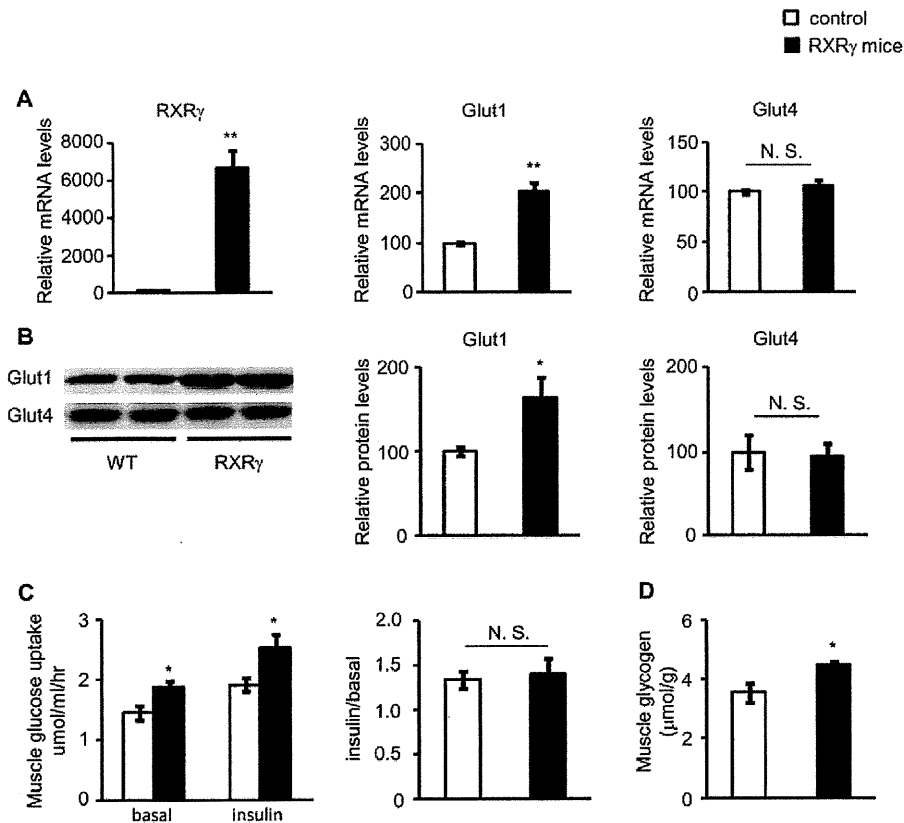 control
RXRγ mice
A
RXRγ
Relative mRNA levels
8000
6000
4000
2000
0
**
Glut1
Relative mRNA levels
300
200
100
0
**
Glut4
Relative mRNA levels
150
100
50
0
N. S.
B
Glut1
Glut4
WT
RXRγ
Glut1
Relative protein levels
200
100
0
*
Glut4
Relative protein levels
200
100
0
N. S.
C
Muscle glucose uptake
umol/ml/hr
3
2
1
0
*
*
basal
insulin
insulin/basal
2.0
1.5
1.0
0.5
0
N. S.
D
Muscle glycogen
(μmol/g)
6
4
2
0
*